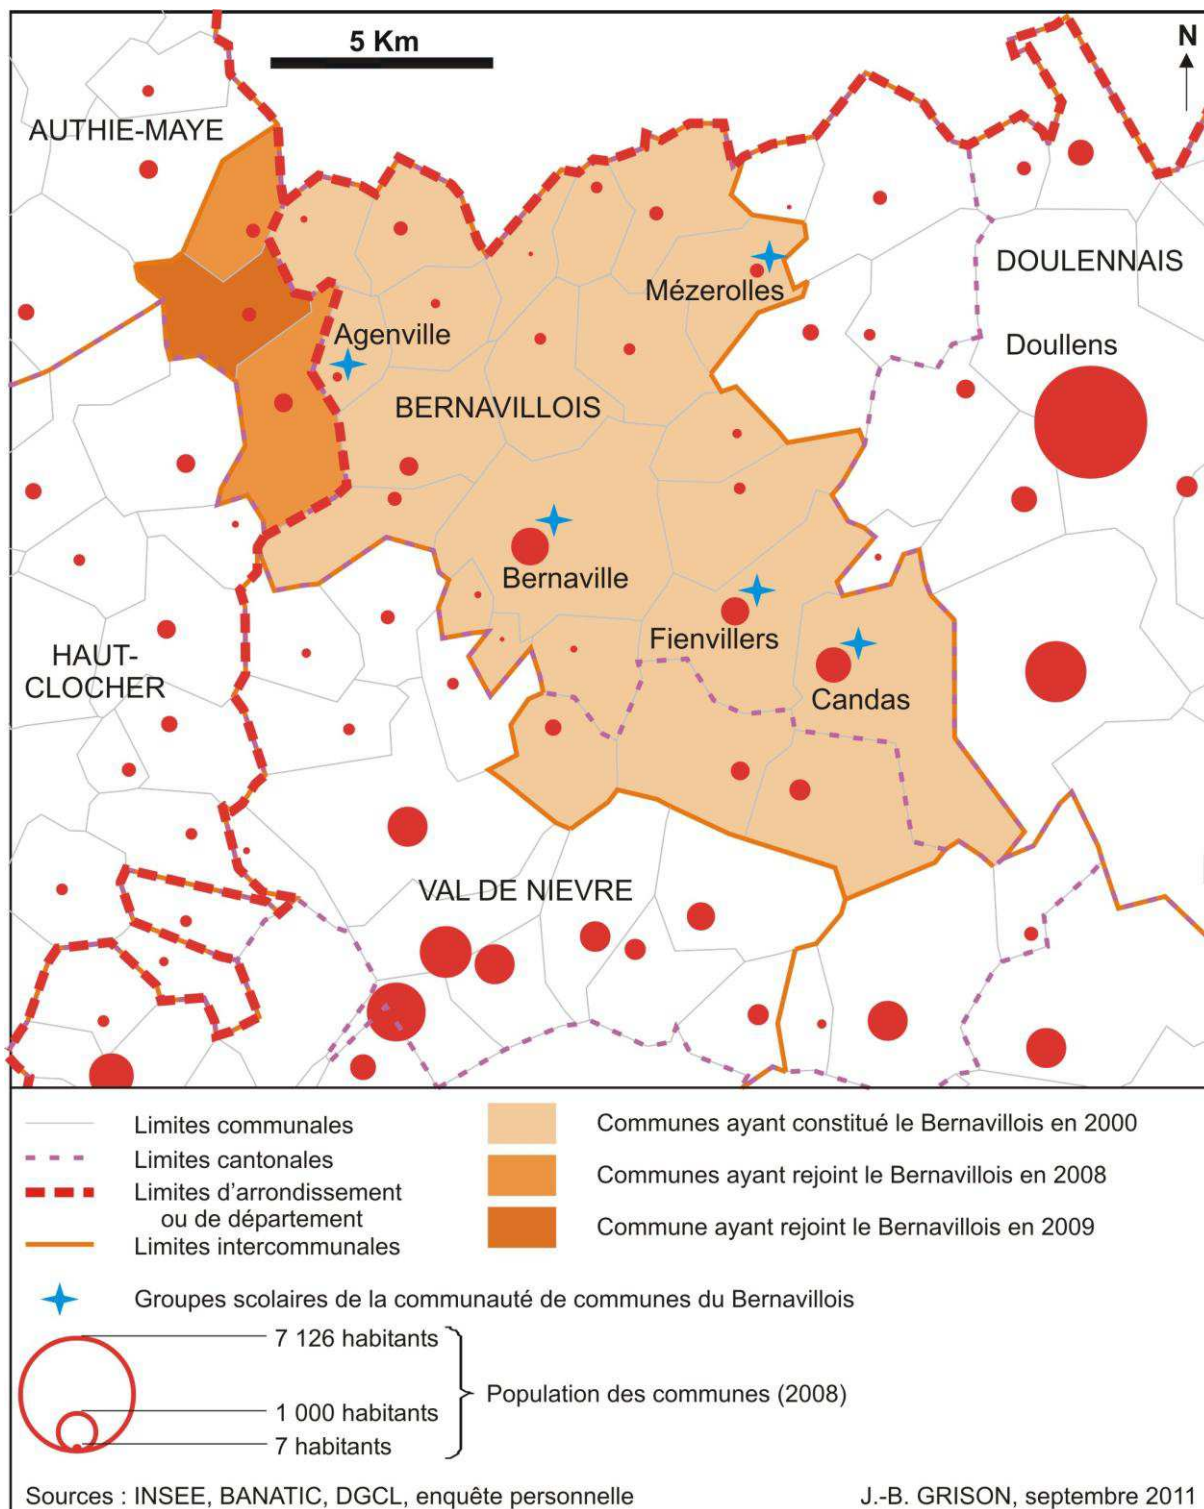 5 Km
N
AUTHIE-MAYE
DOULENNAIS
Mézerolles
Agenville
Doullens
BERNAVILLOIS
Bernaville
Fienvillers
HAUT-
CLOCHER
Candas
VAL DE NIEVRE
Limites communales
Limites cantonales
Limites d'arrondissement
ou de département
Limites intercommunales
Communes ayant constitué le Bernavillois en 2000
Communes ayant rejoint le Bernavillois en 2008
Commune ayant rejoint le Bernavillois en 2009
Groupes scolaires de la communauté de communes du Bernavillois
7 126 habitants
1 000 habitants
7 habitants
Population des communes (2008)
Sources : INSEE, BANATIC, DGCL, enquête personnelle
J.-B. GRISON, septembre 2011